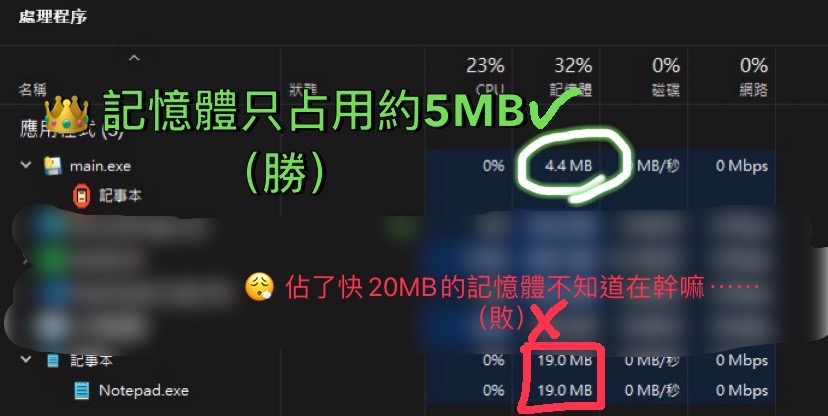 處理程序
23% 32% 0% 0%
名稱 狀態 CPU 記憶體 磁碟 網路
👑記憶體只占用約5MB✓
應用程式 (5)
main.exe 0% 4.4 MB MB/秒 0 Mbps
(勝)
記事本
😮‍💨 佔了快20MB的記憶體不知道在幹嘛⋯⋯
(敗)
記事本 0% 19.0 MB 0 MB/秒 0 Mbps
Notepad.exe 0% 19.0 MB 0 MB/秒 0 Mbps